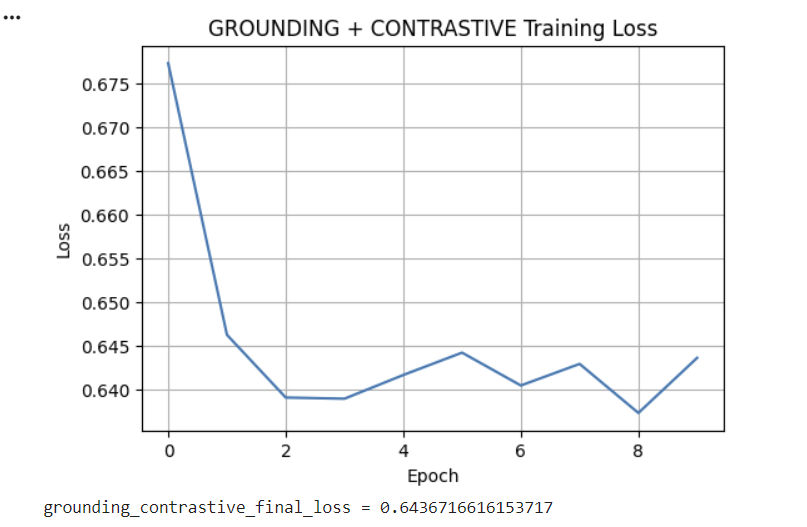 ...
GROUNDING + CONTRASTIVE Training Loss
0.675
0.670
0.665
0.660
0.655
0.650
0.645
0.640
Loss
0 2 4 6 8
Epoch
grounding_contrastive_final_loss = 0.6436716616153717